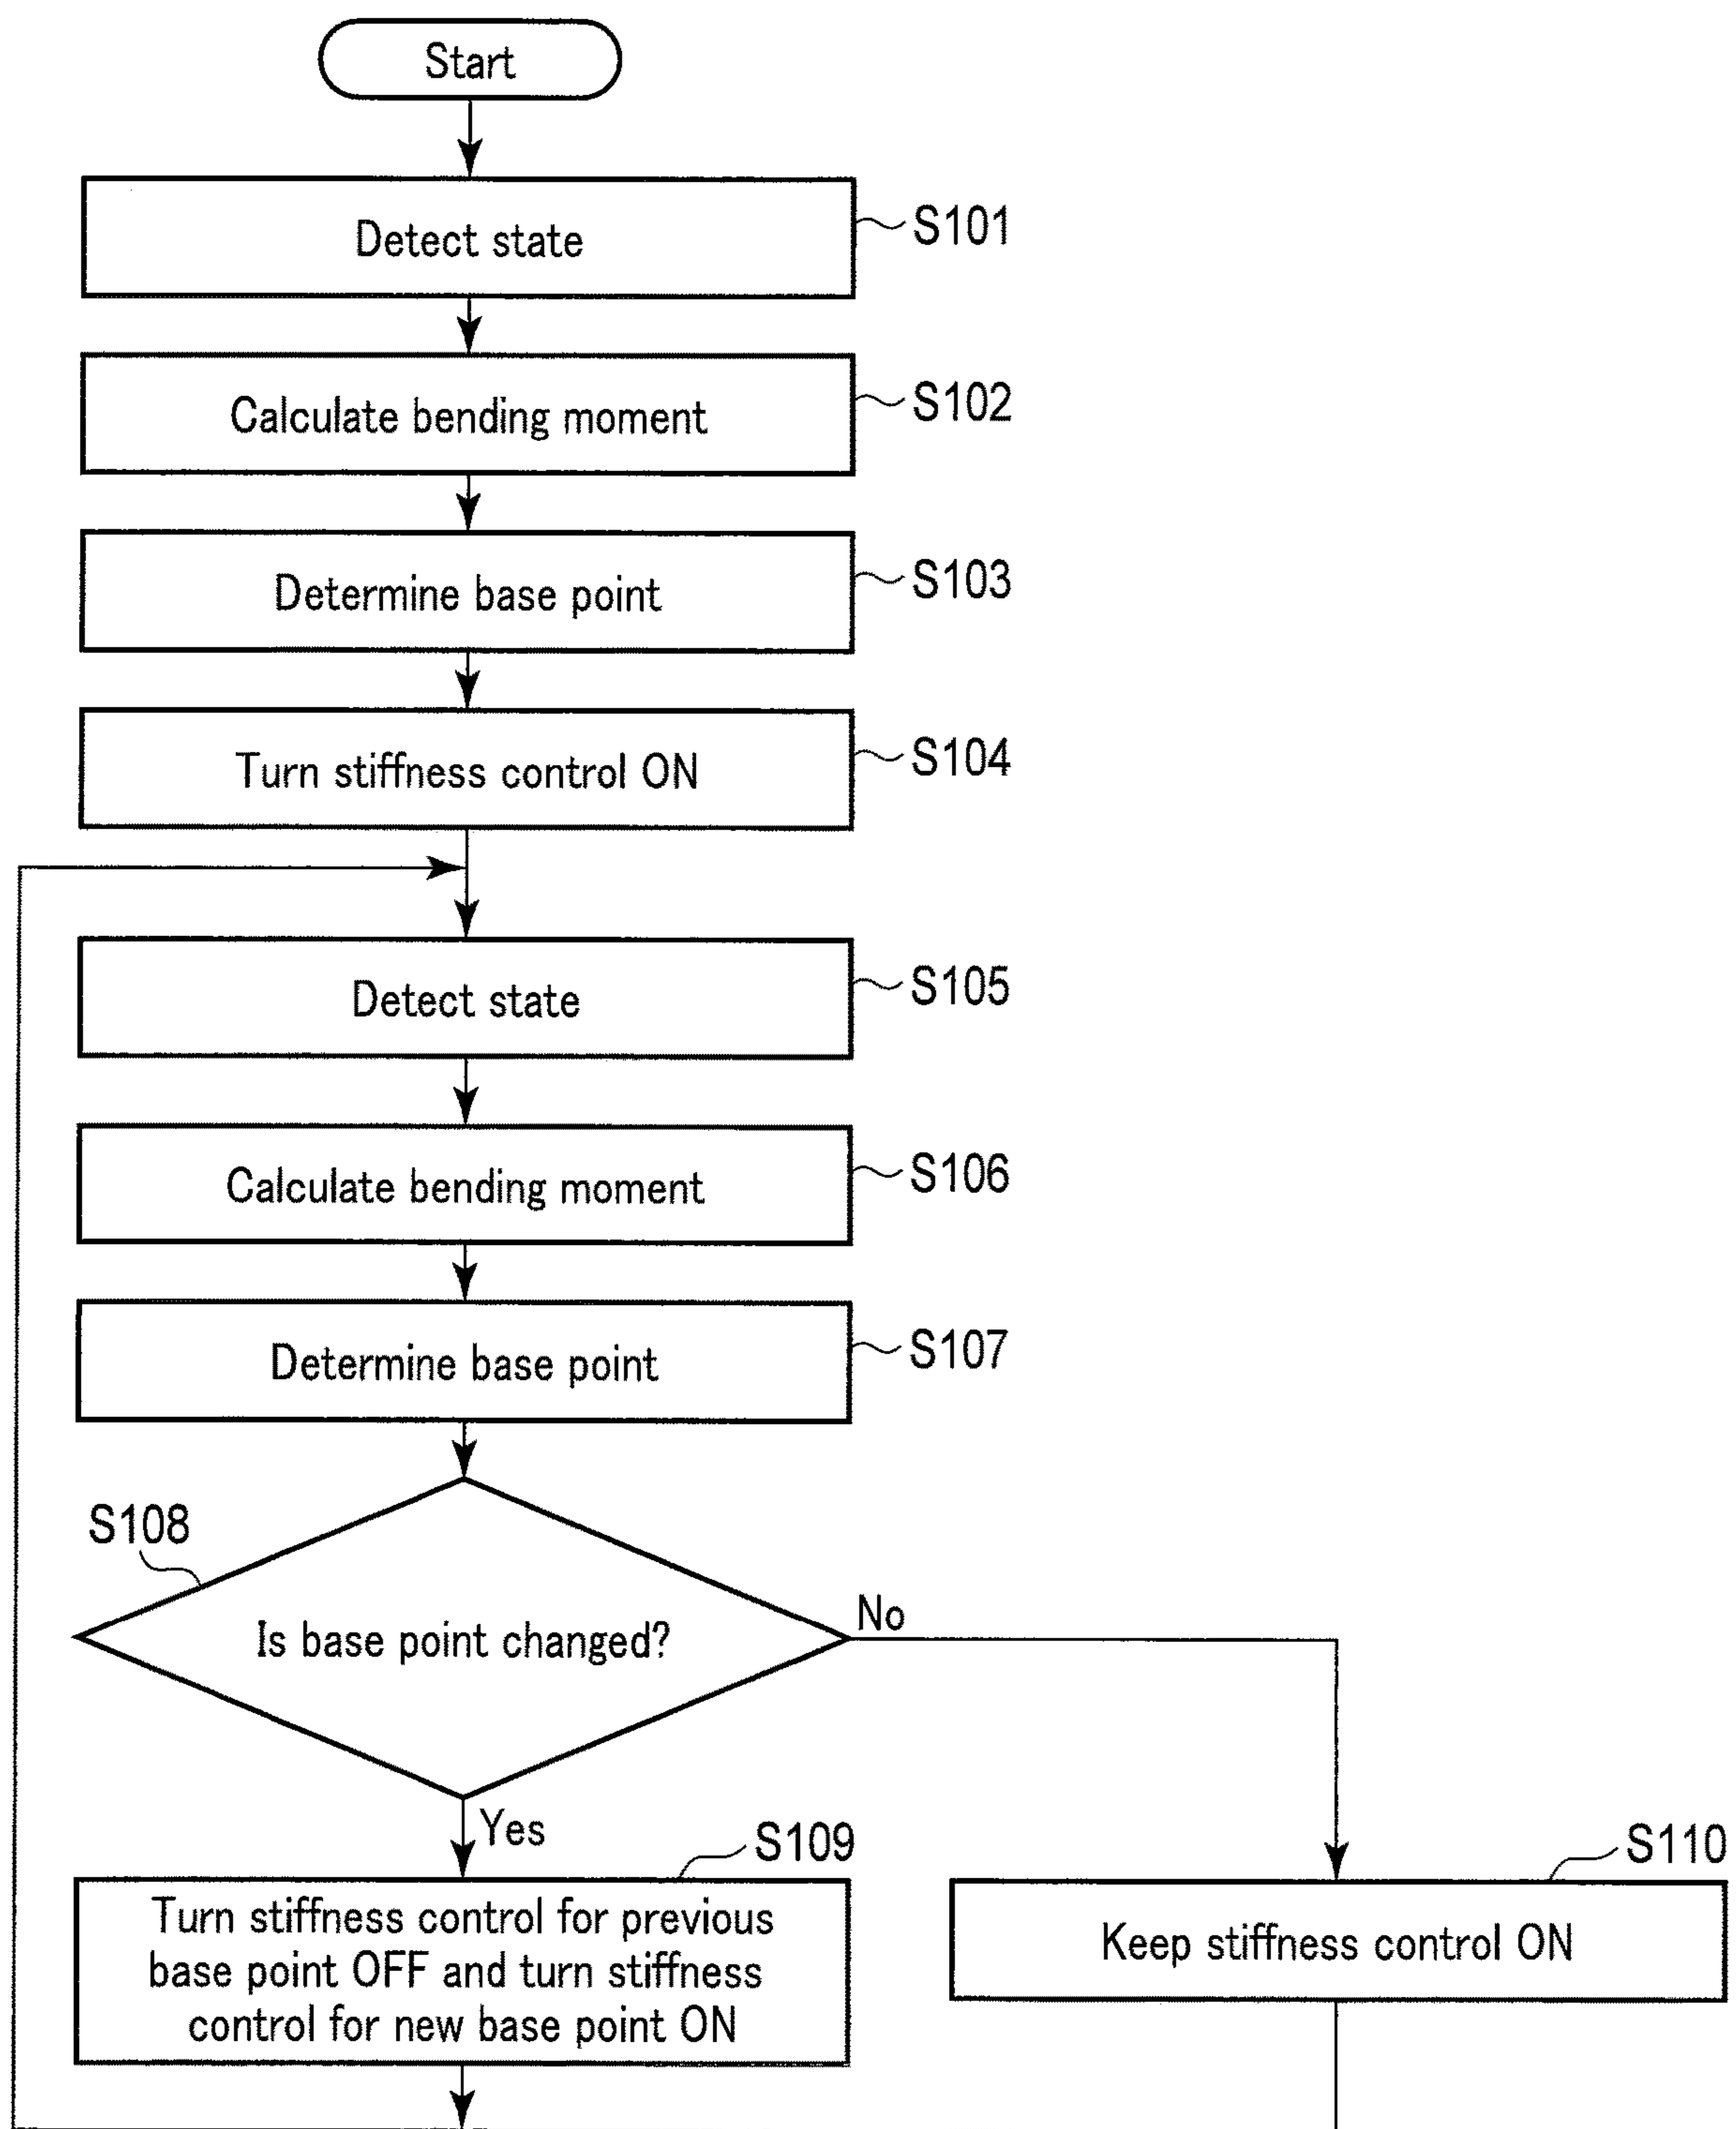 Start
Detect state
S101
Calculate bending moment
S102
Determine base point
S103
Turn stiffness control ON
S104
Detect state
S105
Calculate bending moment
S106
Determine base point
S107
S108
Is base point changed?
No
Yes
S109
S110
Turn stiffness control for previous
base point OFF and turn stiffness
control for new base point ON
Keep stiffness control ON